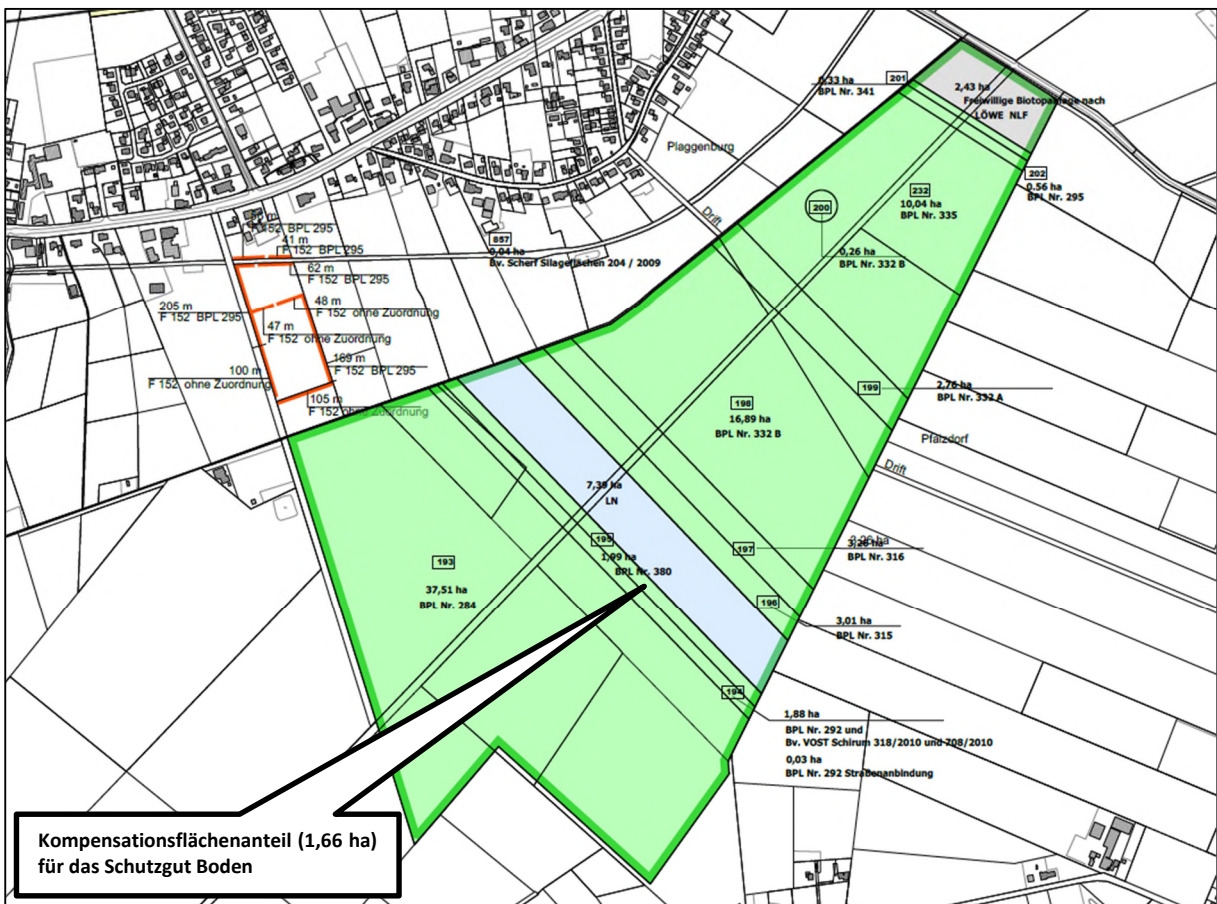 201
0,33 ha
BPL Nr. 341
2,43 ha
Freiwillige Biotopanlage nach
LÖWE NLF
Plaggenburg
202
0,56 ha
BPL Nr. 295
232
10,04 ha
BPL Nr. 335
200
Drift
0,26 ha
BPL Nr. 332 B
857
0,04 ha
Bv. Scherf Silageflächen 204 / 2009
F 152 BPL 295
41 m
F 152 BPL 295
62 m
F 152 BPL 295
205 m
F 152 BPL 295
48 m
F 152 ohne Zuordnung
47 m
F 152 ohne Zuordnung
169 m
F 152 BPL 295
100 m
F 152 ohne Zuordnung
105 m
F 152 ohne Zuordnung
199
2,76 ha
BPL Nr. 332 A
198
16,89 ha
BPL Nr. 332 B
Pfalzdorf
Drift
7,39 ha
LN
195
1,99 ha
BPL Nr. 380
197
3,26 ha
BPL Nr. 316
193
37,51 ha
BPL Nr. 284
196
3,01 ha
BPL Nr. 315
194
1,88 ha
BPL Nr. 292 und
Bv. VOST Schirum 318/2010 und 708/2010
0,03 ha
BPL Nr. 292 Straßenanbindung
Kompensationsflächenanteil (1,66 ha)
für das Schutzgut Boden